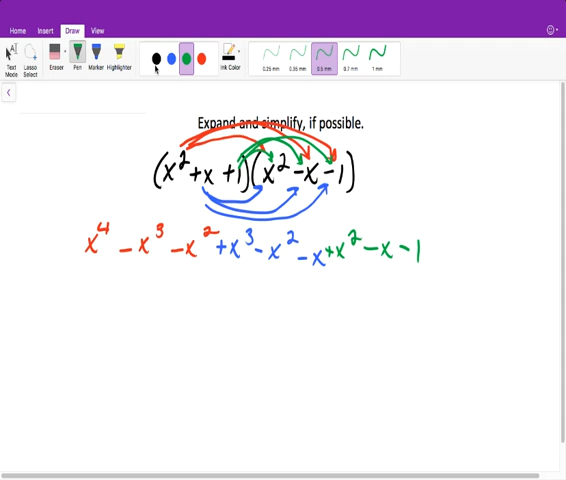 Home Insert Draw View
Text Mode Lasso Select Eraser Pen Marker Highlighter Ink Color 0.25 mm 0.35 mm 0.5 mm 0.7 mm 1 mm
Expand and simplify, if possible.
(x² + x + 1)(x² - x - 1)
x⁴ - x³ - x² + x³ - x² - x + x² - x - 1